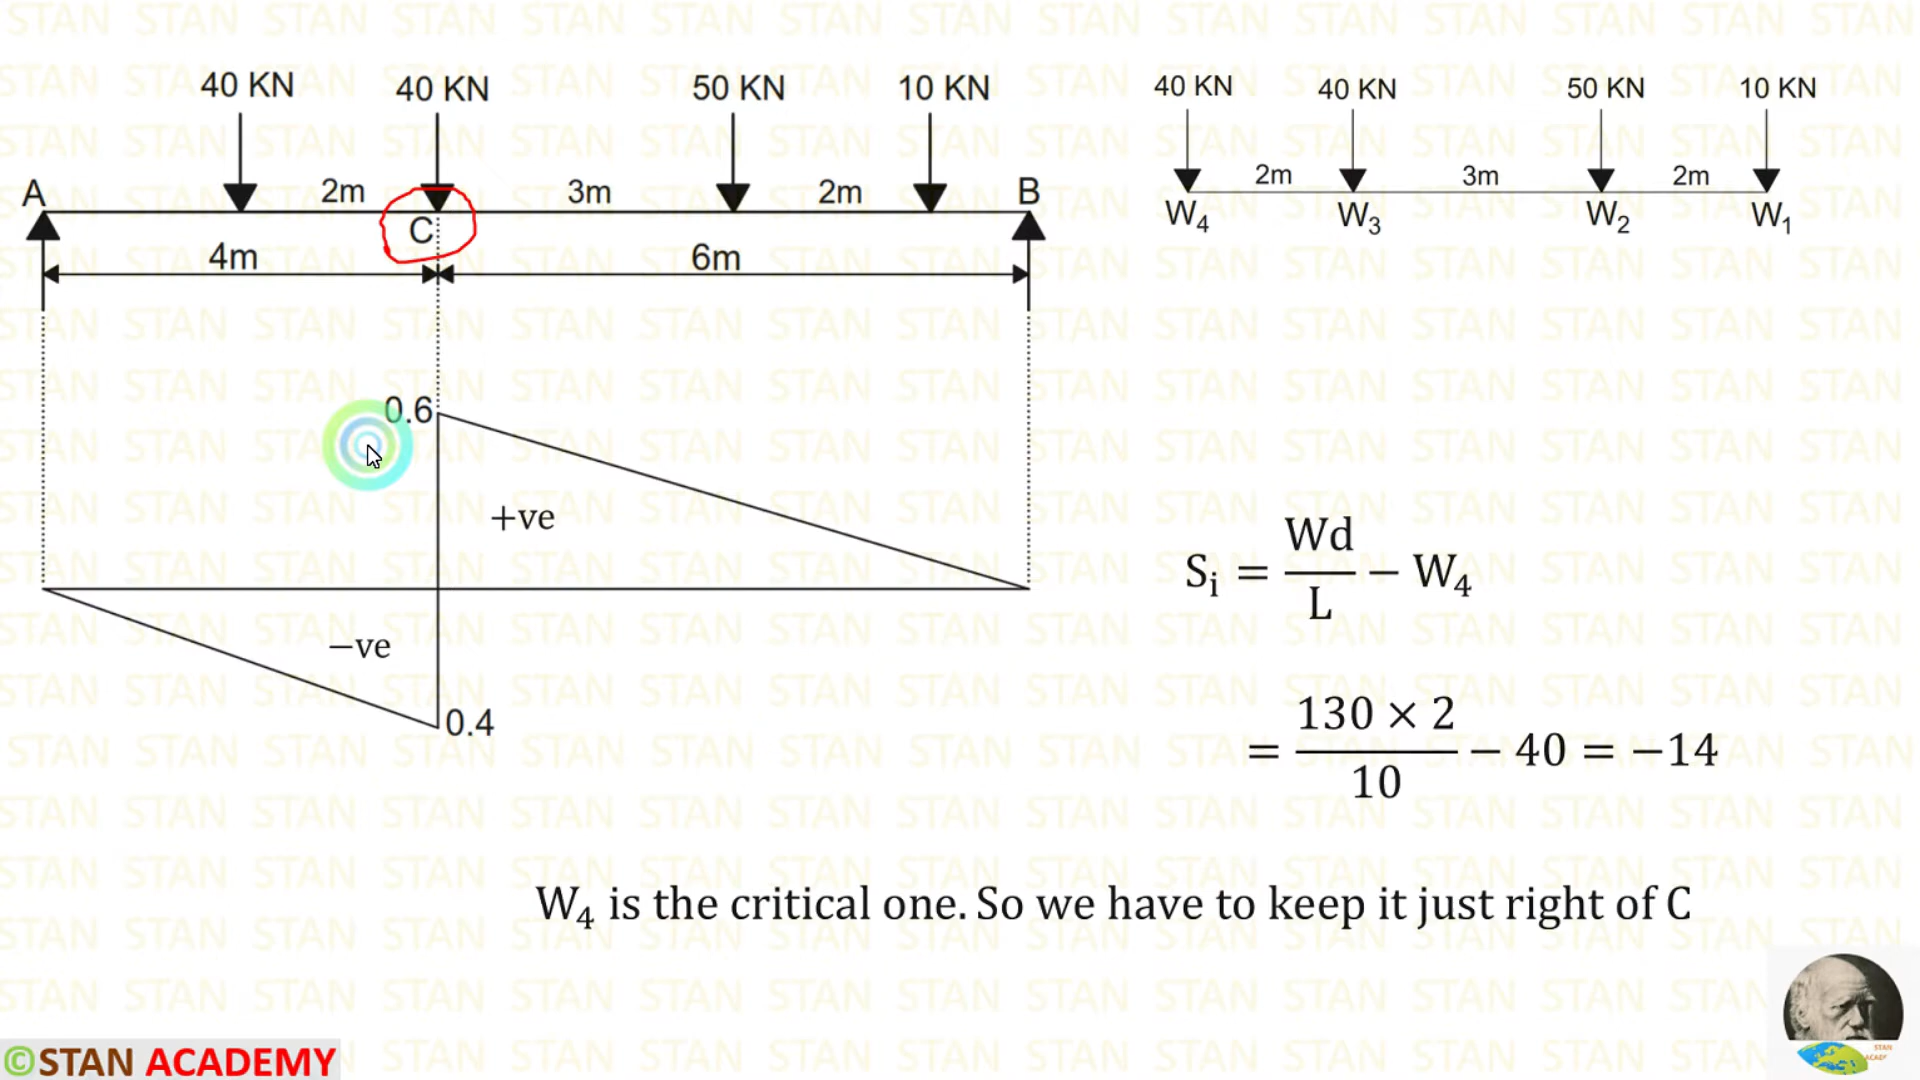 40 KN 40 KN 50 KN 10 KN
A 2m 3m 2m B
C
4m 6m
0.6
+ve
−ve
0.4
40 KN 40 KN 50 KN 10 KN
2m 3m 2m
W4 W3 W2 W1
Si = Wd/L − W4
= 130 × 2/10 − 40 = −14
W4 is the critical one. So we have to keep it just right of C
©STAN ACADEMY